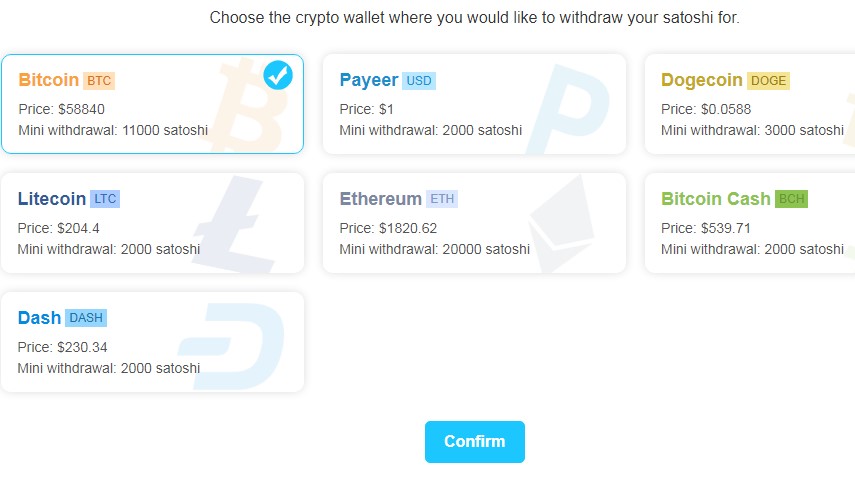 Choose the crypto wallet where you would like to withdraw your satoshi for.
Bitcoin BTC
Price: $58840
Mini withdrawal: 11000 satoshi
Payeer USD
Price: $1
Mini withdrawal: 2000 satoshi
Dogecoin DOGE
Price: $0.0588
Mini withdrawal: 3000 satoshi
Litecoin LTC
Price: $204.4
Mini withdrawal: 2000 satoshi
Ethereum ETH
Price: $1820.62
Mini withdrawal: 20000 satoshi
Bitcoin Cash BCH
Price: $539.71
Mini withdrawal: 2000 satoshi
Dash DASH
Price: $230.34
Mini withdrawal: 2000 satoshi
Confirm